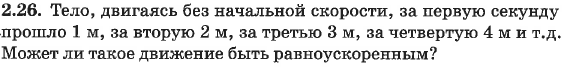 2.26. Тело, двигаясь без начальной скорости, за первую секунду
прошло 1 м, за вторую 2 м, за третью 3 м, за четвертую 4 м и т.д.
Может ли такое движение быть равноускоренным?